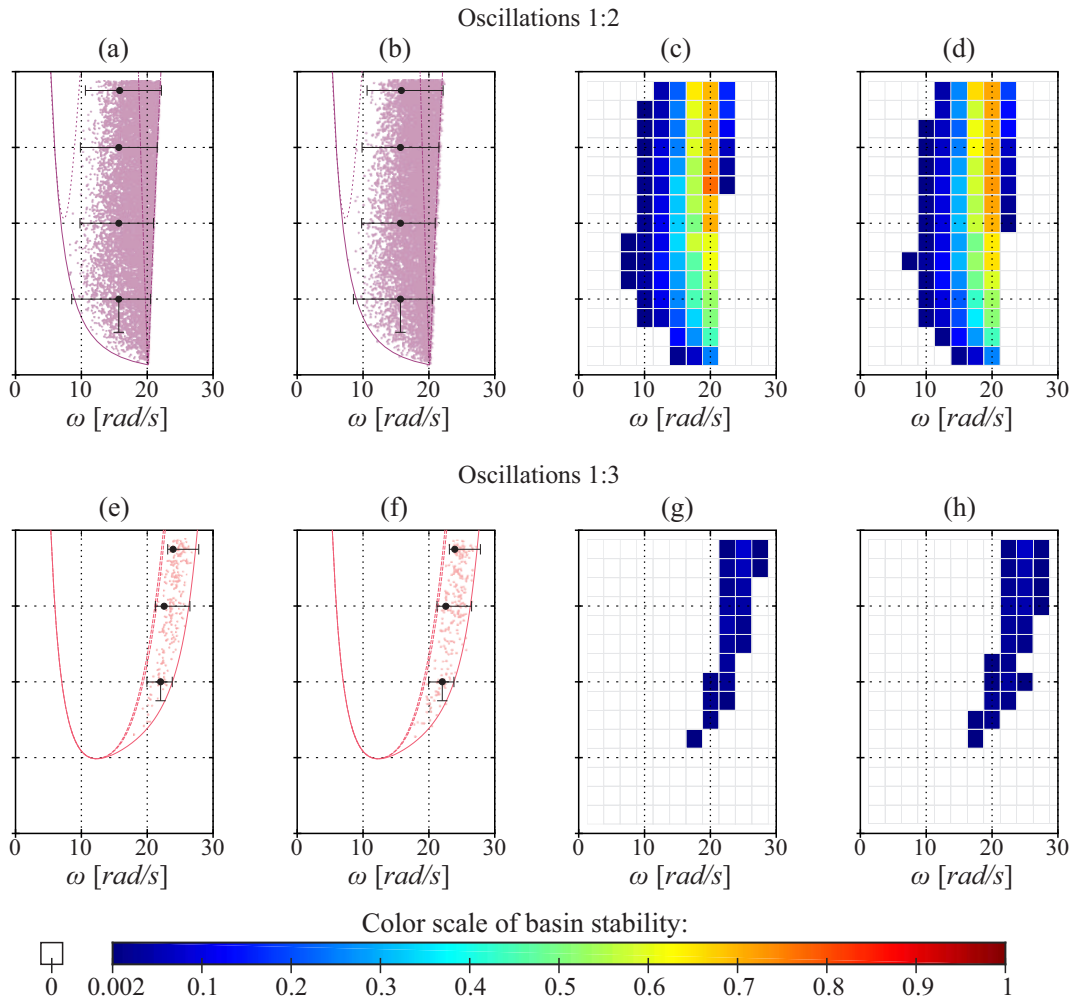 Oscillations 1:2
(a) (b) (c) (d)
0 10 20 30 0 10 20 30 0 10 20 30 0 10 20 30
ω [rad/s] ω [rad/s] ω [rad/s] ω [rad/s]
Oscillations 1:3
(e) (f) (g) (h)
0 10 20 30 0 10 20 30 0 10 20 30 0 10 20 30
ω [rad/s] ω [rad/s] ω [rad/s] ω [rad/s]
Color scale of basin stability:
0 0.002 0.1 0.2 0.3 0.4 0.5 0.6 0.7 0.8 0.9 1